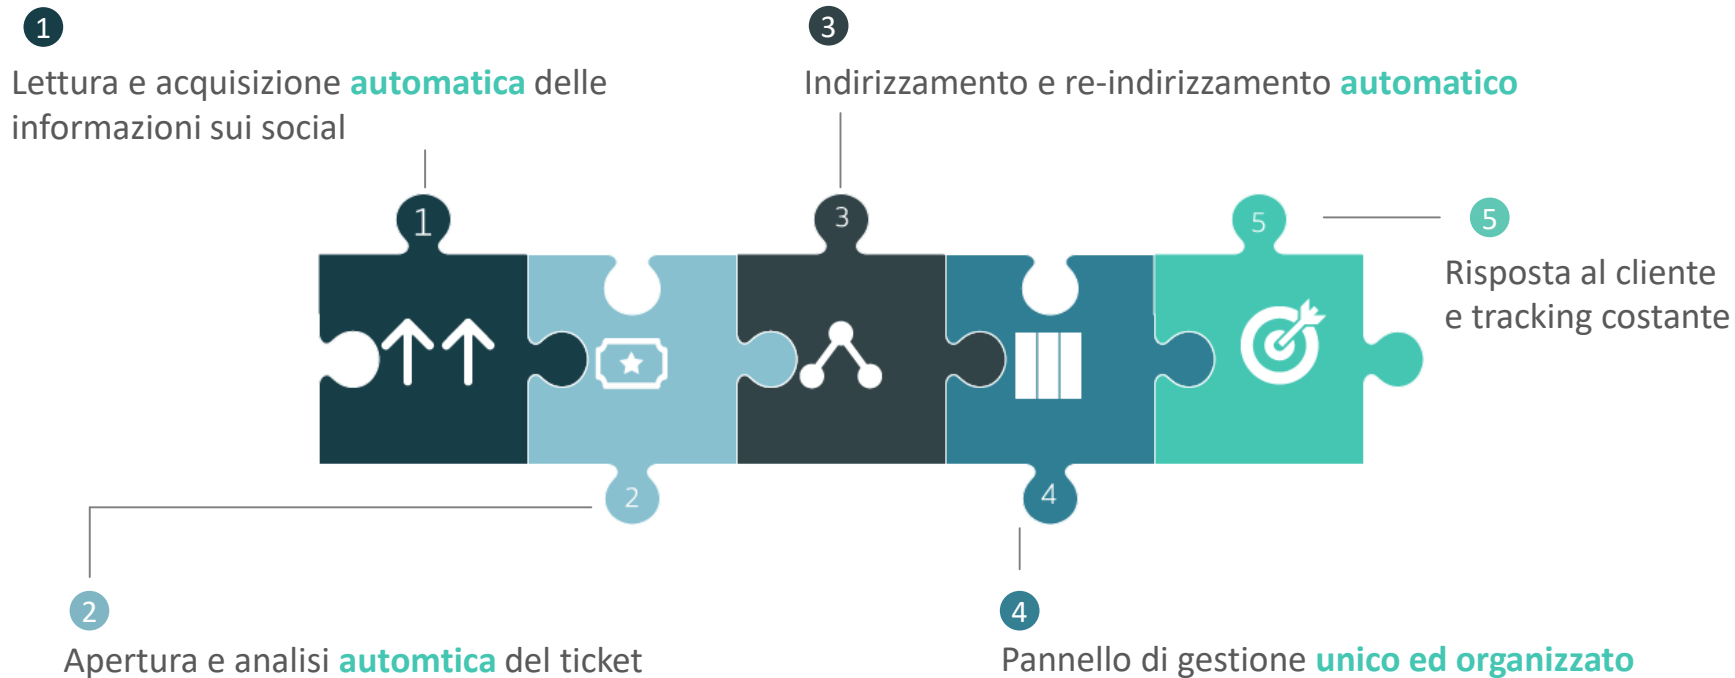 1
Lettura e acquisizione automatica delle
informazioni sui social
3
Indirizzamento e re-indirizzamento automatico
1
3
5
5
Risposta al cliente
e tracking costante
2
4
2
Apertura e analisi automtica del ticket
4
Pannello di gestione unico ed organizzato